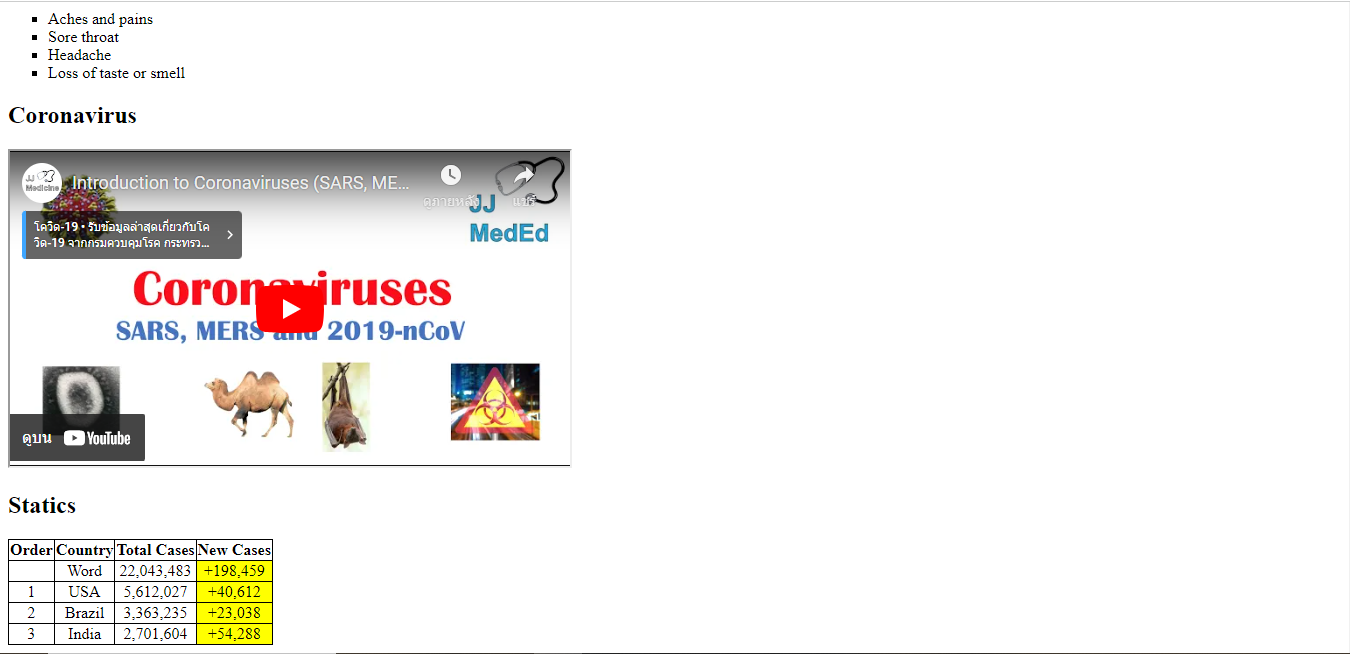 Aches and pains
Sore throat
Headache
Loss of taste or smell
Coronavirus
JJ
Medicine
Introduction to Coronaviruses (SARS, ME...
ดูภายหลัง
แชร์
JJ
MedEd
โควิด-19 • รับข้อมูลล่าสุดเกี่ยวกับโค
วิด-19 จากกรมควบคุมโรค กระทรว...
Coronaviruses
SARS, MERS and 2019-nCoV
ดูบน YouTube
Statics
Order Country Total Cases New Cases
Word 22,043,483 +198,459
1 USA 5,612,027 +40,612
2 Brazil 3,363,235 +23,038
3 India 2,701,604 +54,288